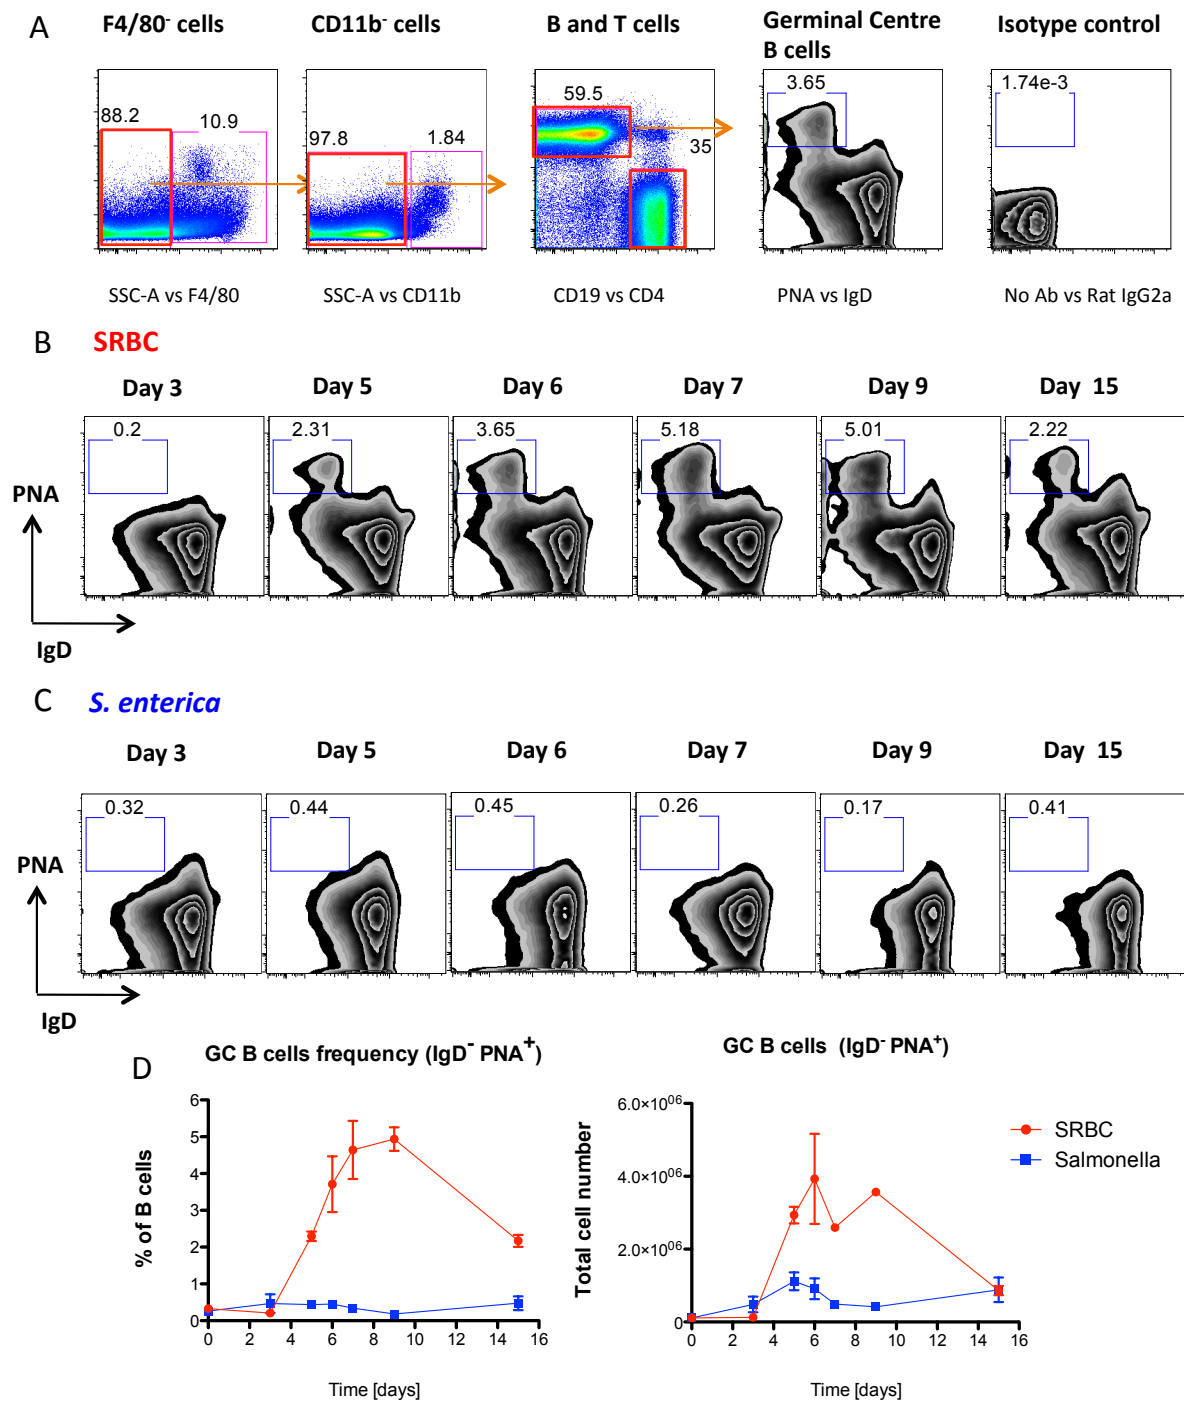 A
F4/80⁻ cells
CD11b⁻ cells
B and T cells
Germinal Centre
B cells
Isotype control
88.2
10.9
97.8
1.84
59.5
35
3.65
1.74e-3
SSC-A vs F4/80
SSC-A vs CD11b
CD19 vs CD4
PNA vs IgD
No Ab vs Rat IgG2a
B
SRBC
Day 3
Day 5
Day 6
Day 7
Day 9
Day 15
0.2
2.31
3.65
5.18
5.01
2.22
PNA
IgD
C
S. enterica
Day 3
Day 5
Day 6
Day 7
Day 9
Day 15
0.32
0.44
0.45
0.26
0.17
0.41
PNA
IgD
D
GC B cells frequency (IgD⁻ PNA⁺)
% of B cells
6
5
4
3
2
1
0
0 2 4 6 8 10 12 14 16
Time [days]
GC B cells (IgD⁻ PNA⁺)
Total cell number
6.0×10⁰⁶
4.0×10⁰⁶
2.0×10⁰⁶
0
0 2 4 6 8 10 12 14 16
Time [days]
SRBC
Salmonella